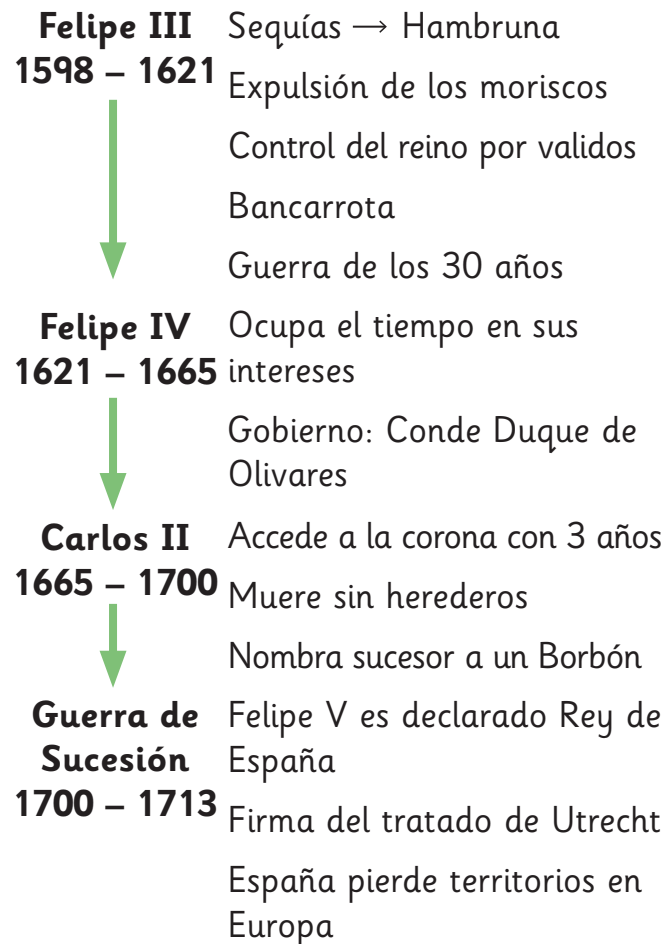 Felipe III
1598 – 1621
Sequías → Hambruna
Expulsión de los moriscos
Control del reino por validos
Bancarrota
Guerra de los 30 años
Felipe IV
1621 – 1665
Ocupa el tiempo en sus
intereses
Gobierno: Conde Duque de
Olivares
Carlos II
1665 – 1700
Accede a la corona con 3 años
Muere sin herederos
Nombra sucesor a un Borbón
Guerra de
Sucesión
1700 – 1713
Felipe V es declarado Rey de
España
Firma del tratado de Utrecht
España pierde territorios en
Europa